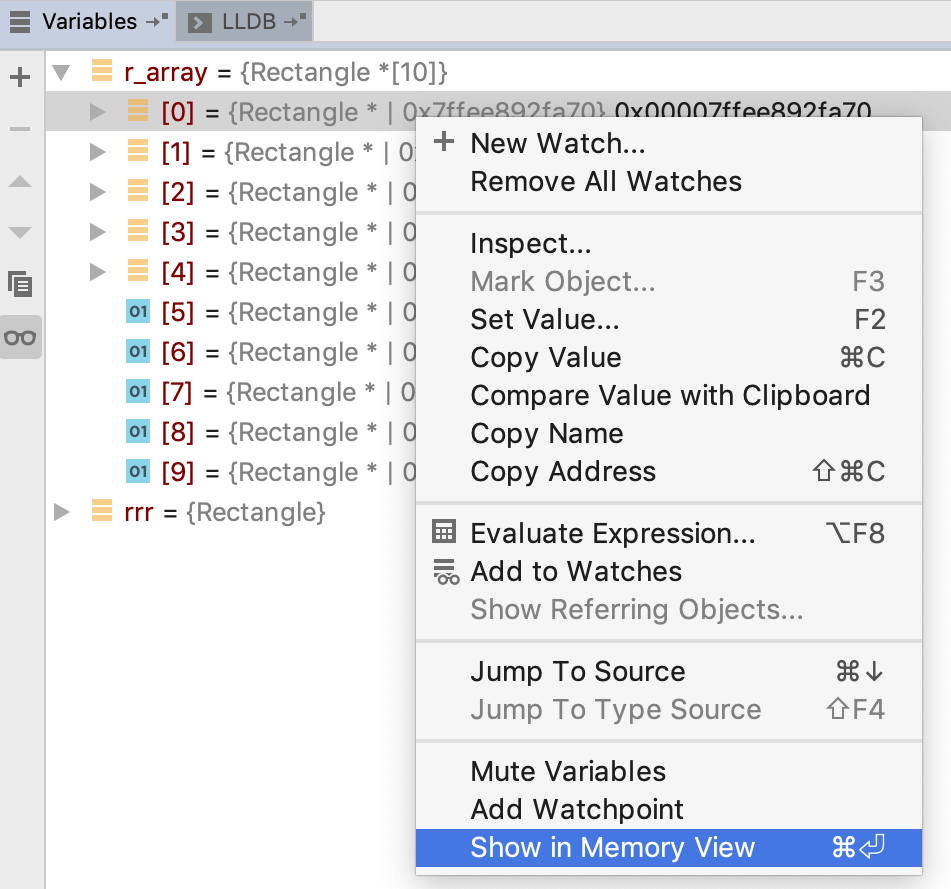 Variables LLDB
r_array = {Rectangle *[10]}
[0] = {Rectangle * | 0x7ffee892fa70} 0x00007ffee892fa70
[1] = {Rectangle * | 0
[2] = {Rectangle * | 0
[3] = {Rectangle * | 0
[4] = {Rectangle * | 0
01 [5] = {Rectangle * | 0
01 [6] = {Rectangle * | 0
01 [7] = {Rectangle * | 0
01 [8] = {Rectangle * | 0
01 [9] = {Rectangle * | 0
rrr = {Rectangle}
New Watch...
Remove All Watches
Inspect...
Mark Object... F3
Set Value... F2
Copy Value ⌘C
Compare Value with Clipboard
Copy Name
Copy Address ⇧⌘C
Evaluate Expression... ⌥F8
Add to Watches
Show Referring Objects...
Jump To Source ⌘↓
Jump To Type Source ⇧F4
Mute Variables
Add Watchpoint
Show in Memory View ⌘⏎